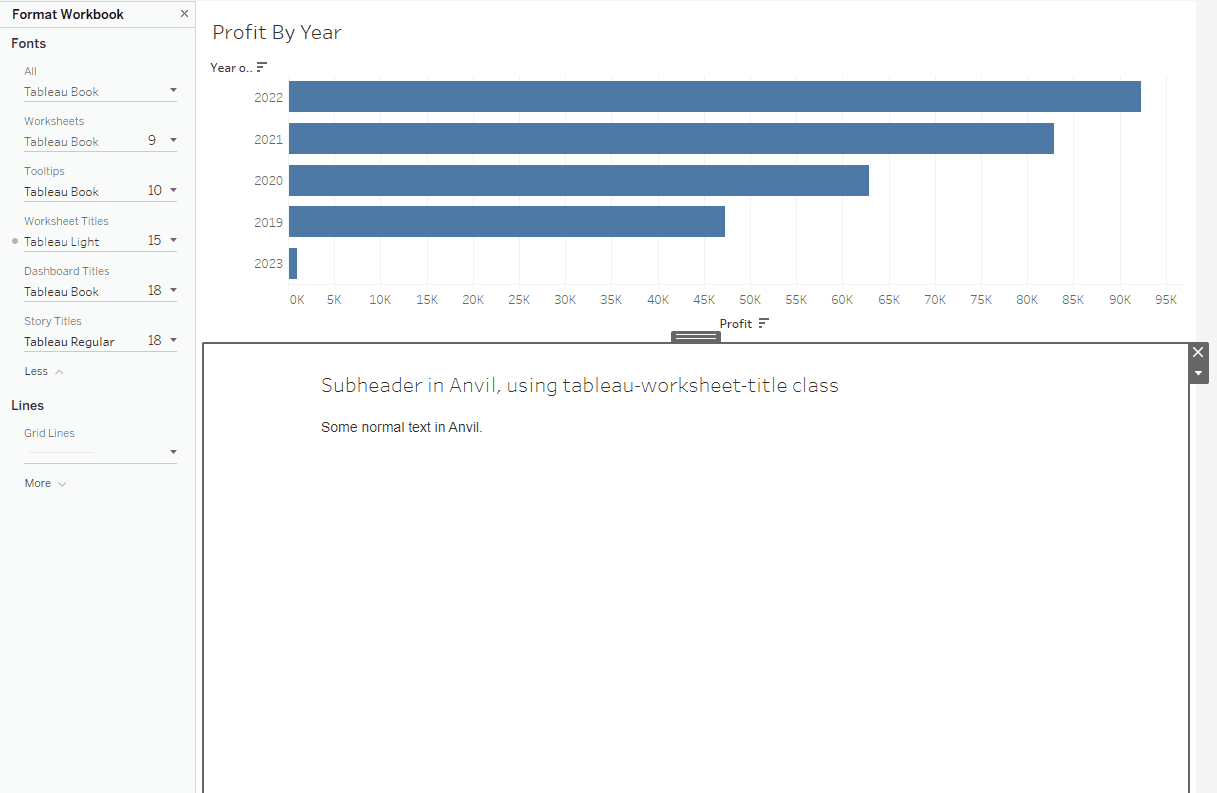 Format Workbook
Fonts
All
Tableau Book
Worksheets
Tableau Book 9
Tooltips
Tableau Book 10
Worksheet Titles
Tableau Light 15
Dashboard Titles
Tableau Book 18
Story Titles
Tableau Regular 18
Less
Lines
Grid Lines
More
Profit By Year
Year o..
2022
2021
2020
2019
2023
0K 5K 10K 15K 20K 25K 30K 35K 40K 45K 50K 55K 60K 65K 70K 75K 80K 85K 90K 95K
Profit
Subheader in Anvil, using tableau-worksheet-title class
Some normal text in Anvil.